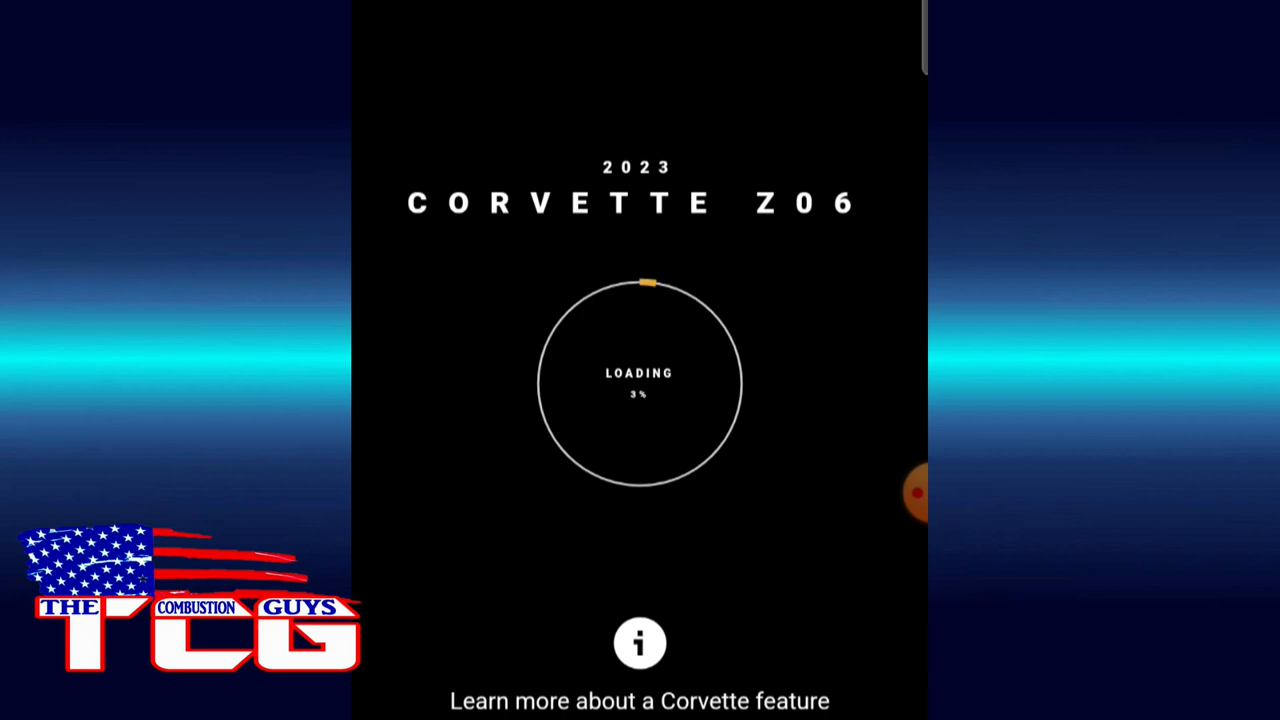 2023
CORVETTE Z06
LOADING
3%
i
Learn more about a Corvette feature
THE COMBUSTION GUYS
TCG